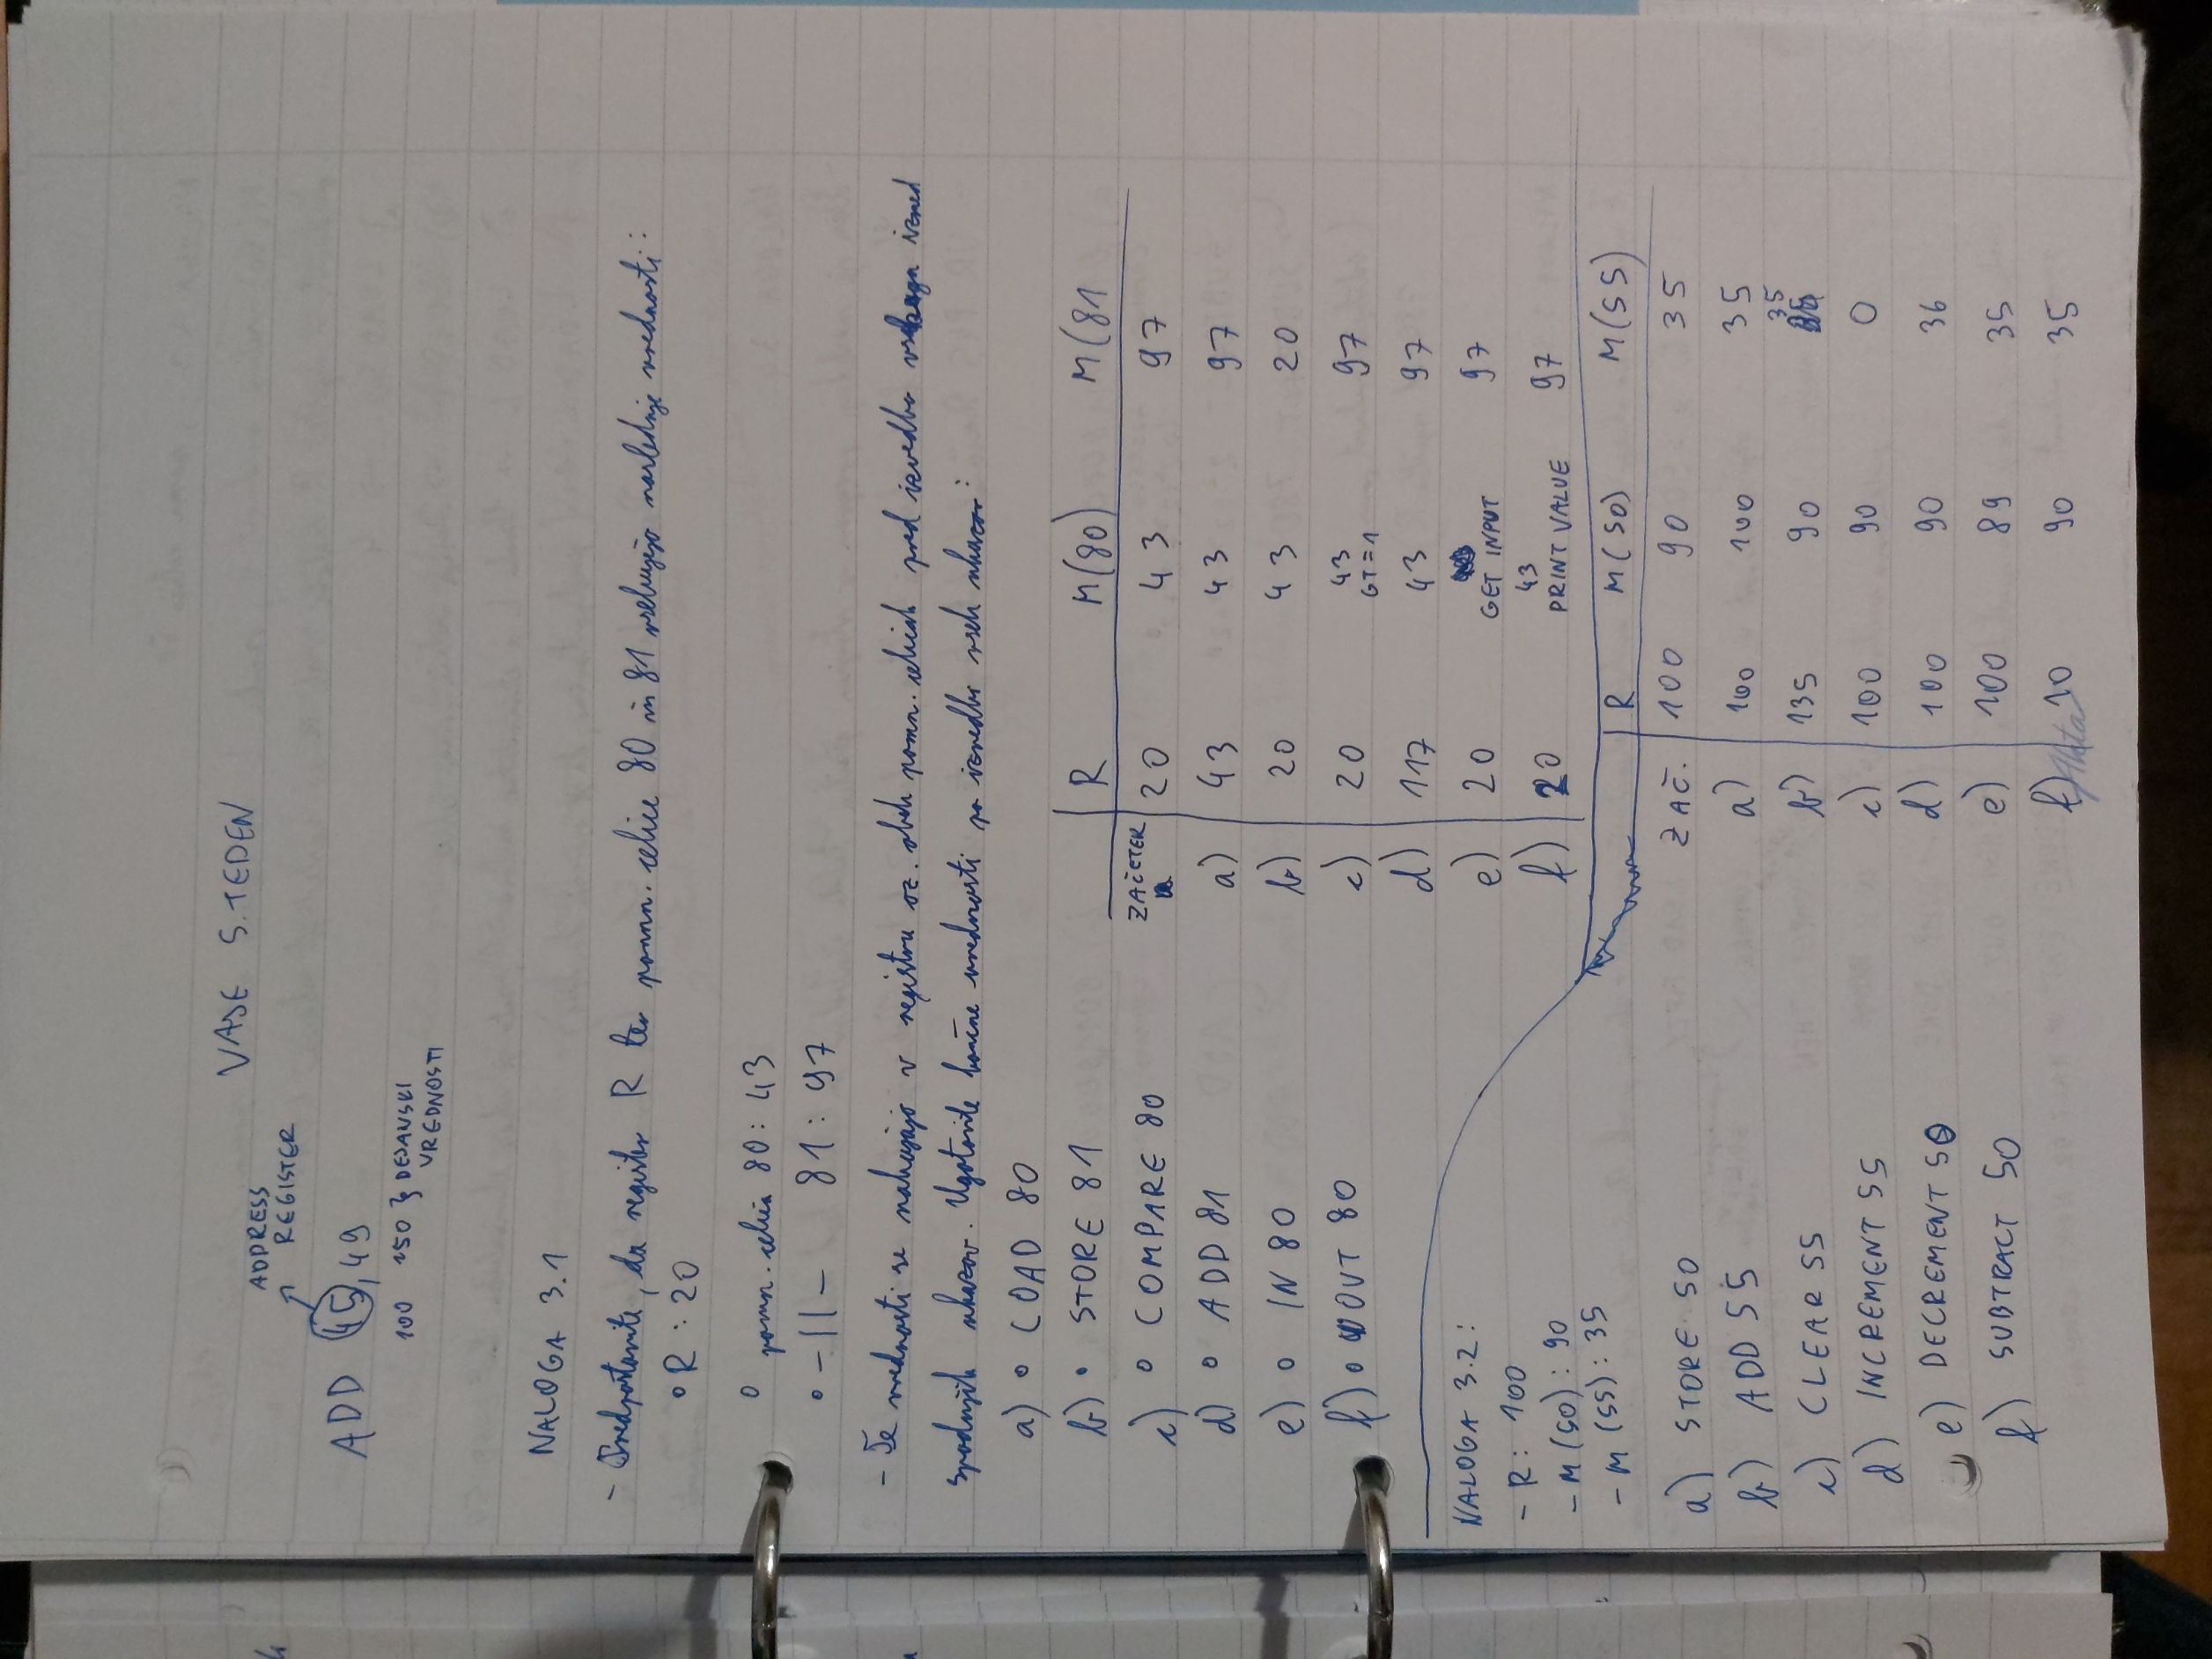 VAJE 5. TEDEN
ADDRESS
REGISTER
ADD 45, 49
100 150 } DEJANSKI
VREDNOSTI
NALOGA 3.1
- Predpostavite, da register R ter pomn. celice 80 in 81 vsebujejo naslednje vrednosti:
• R : 20
• pomn. celica 80: 43
• -||- 81: 97
- Te vrednosti se nahajajo v registru oz. obeh pomn. celicah pred izvedbo vsakega izmed
spodnjih ukazov. Ugotovite končne vrednosti po izvedbi vseh ukazov:
a) • LOAD 80
b) • STORE 81
c) • COMPARE 80
d) • ADD 81
e) • IN 80
f) • OUT 80
R M(80) M(81
ZAČETEK 20 43 97
a) 43 43 97
b) 20 43 20
c) 20 43 97
GT=1
d) 117 43 97
e) 20 GET INPUT 97
f) 20 43 97
PRINT VALUE
NALOGA 3.2:
- R: 100
- M(50): 90
- M(55): 35
a) STORE 50
b) ADD 55
c) CLEAR 55
d) INCREMENT 55
e) DECREMENT 50
f) SUBTRACT 50
R M(50) M(55)
ZAČ. 100 90 35
a) 100 100 35
b) 135 90 35
c) 100 90 0
d) 100 90 36
e) 100 89 35
f) 10 90 35